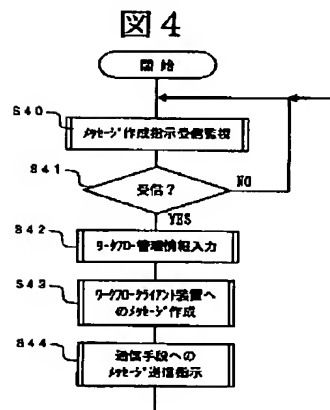 図4
開始
S40
メッセージ作成指示受信監視
S41
受信?
NO
YES
S42
ワークフロー管理情報入力
S43
ワークフロークライアント装置へ
のメッセージ作成
S44
通信手段への
メッセージ送信指示